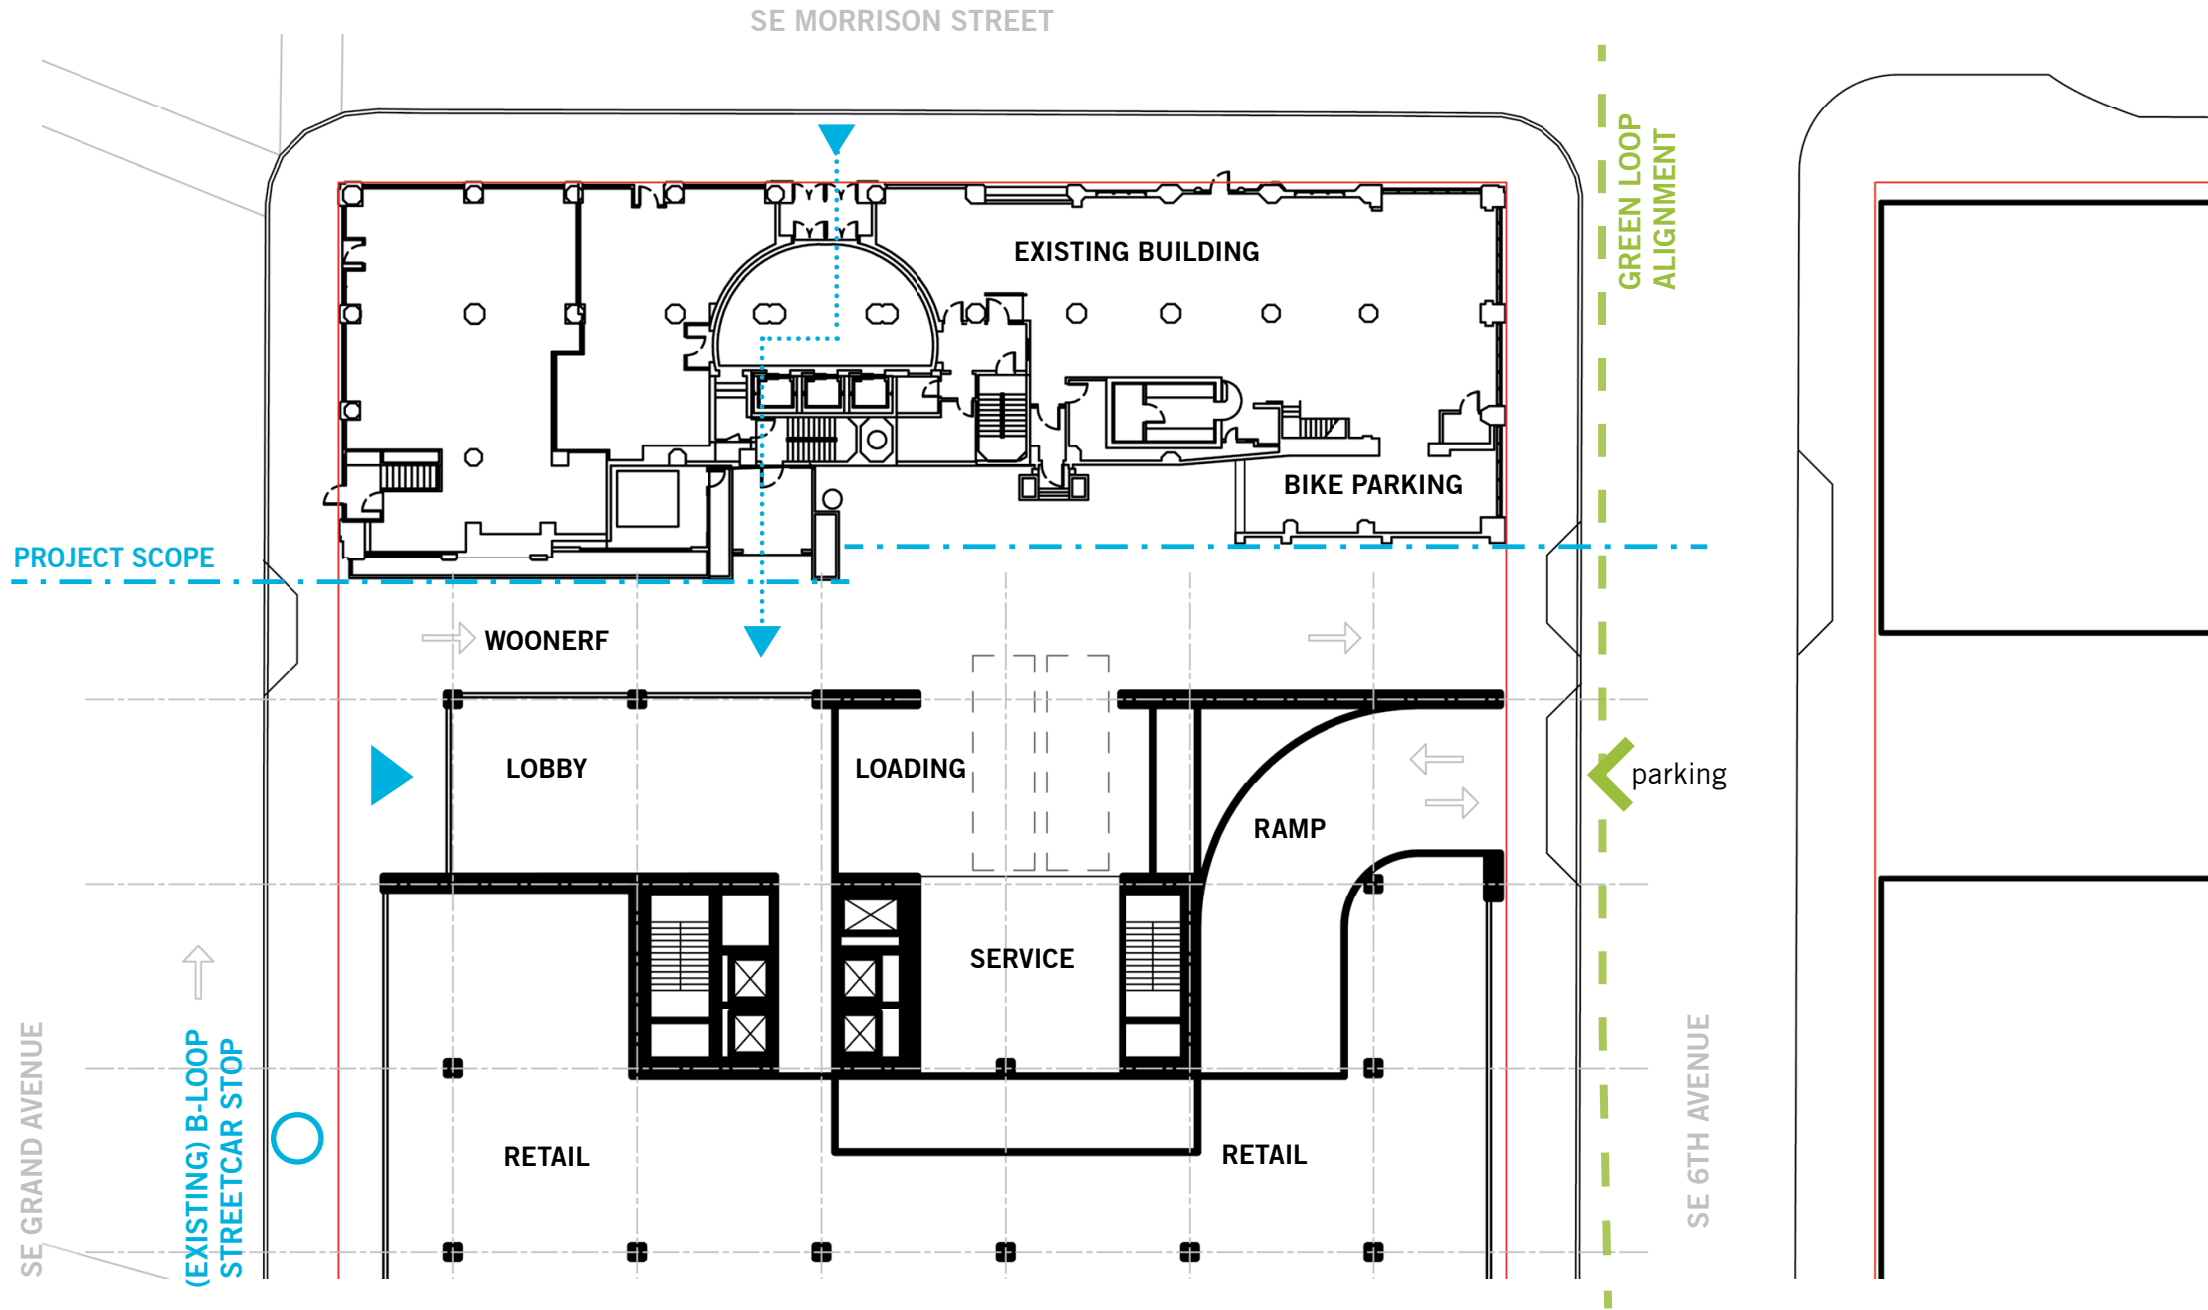 SE MORRISON STREET
GREEN LOOP
ALIGNMENT
EXISTING BUILDING
BIKE PARKING
PROJECT SCOPE
WOONERF
LOBBY
LOADING
parking
RAMP
SERVICE
SE GRAND AVENUE
(EXISTING) B-LOOP
STREETCAR STOP
RETAIL
RETAIL
SE 6TH AVENUE